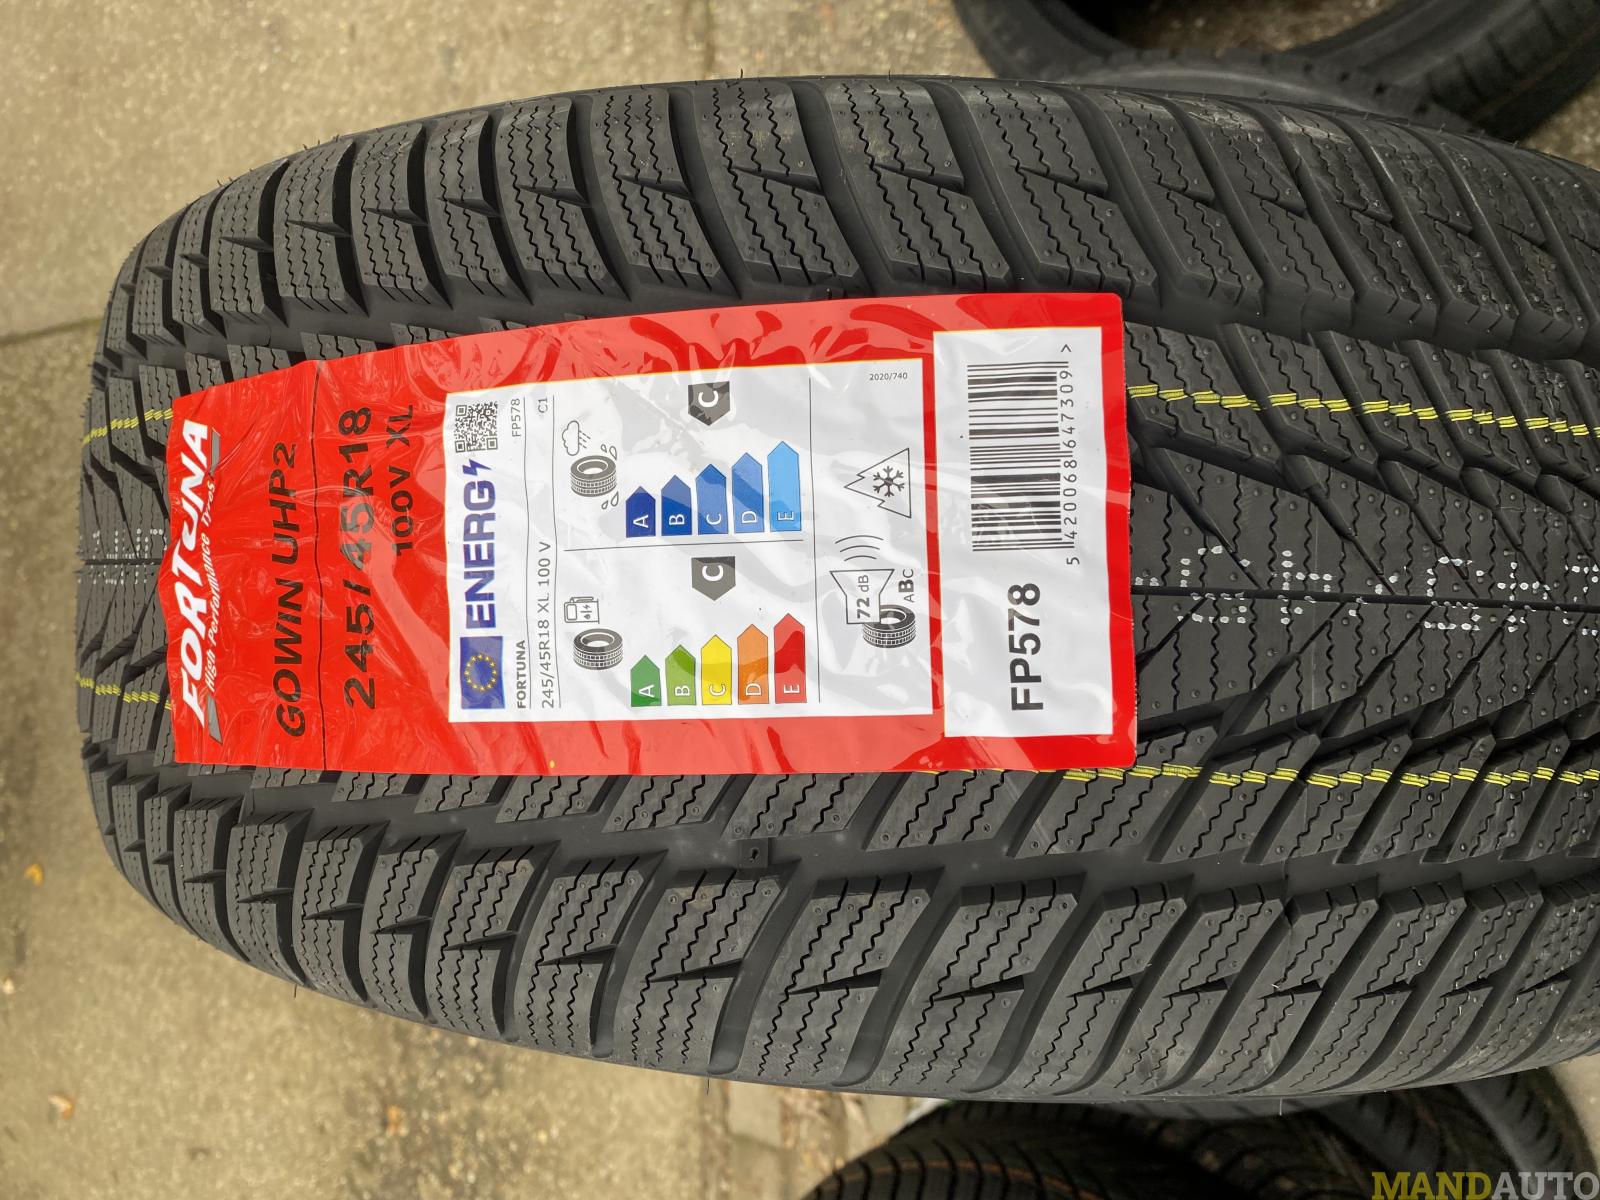 FORTUNA
High Performance Tyres
GOWIN UHP2
245/45R18
100V XL
ENERG
FORTUNA
FP578
245/45R18 XL 100 V
C1
A
B
C
D
E
C
A
B
C
D
E
C
72 dB
ABC
2020/740
5 420068 647309 >
FP578
MANDAUTO